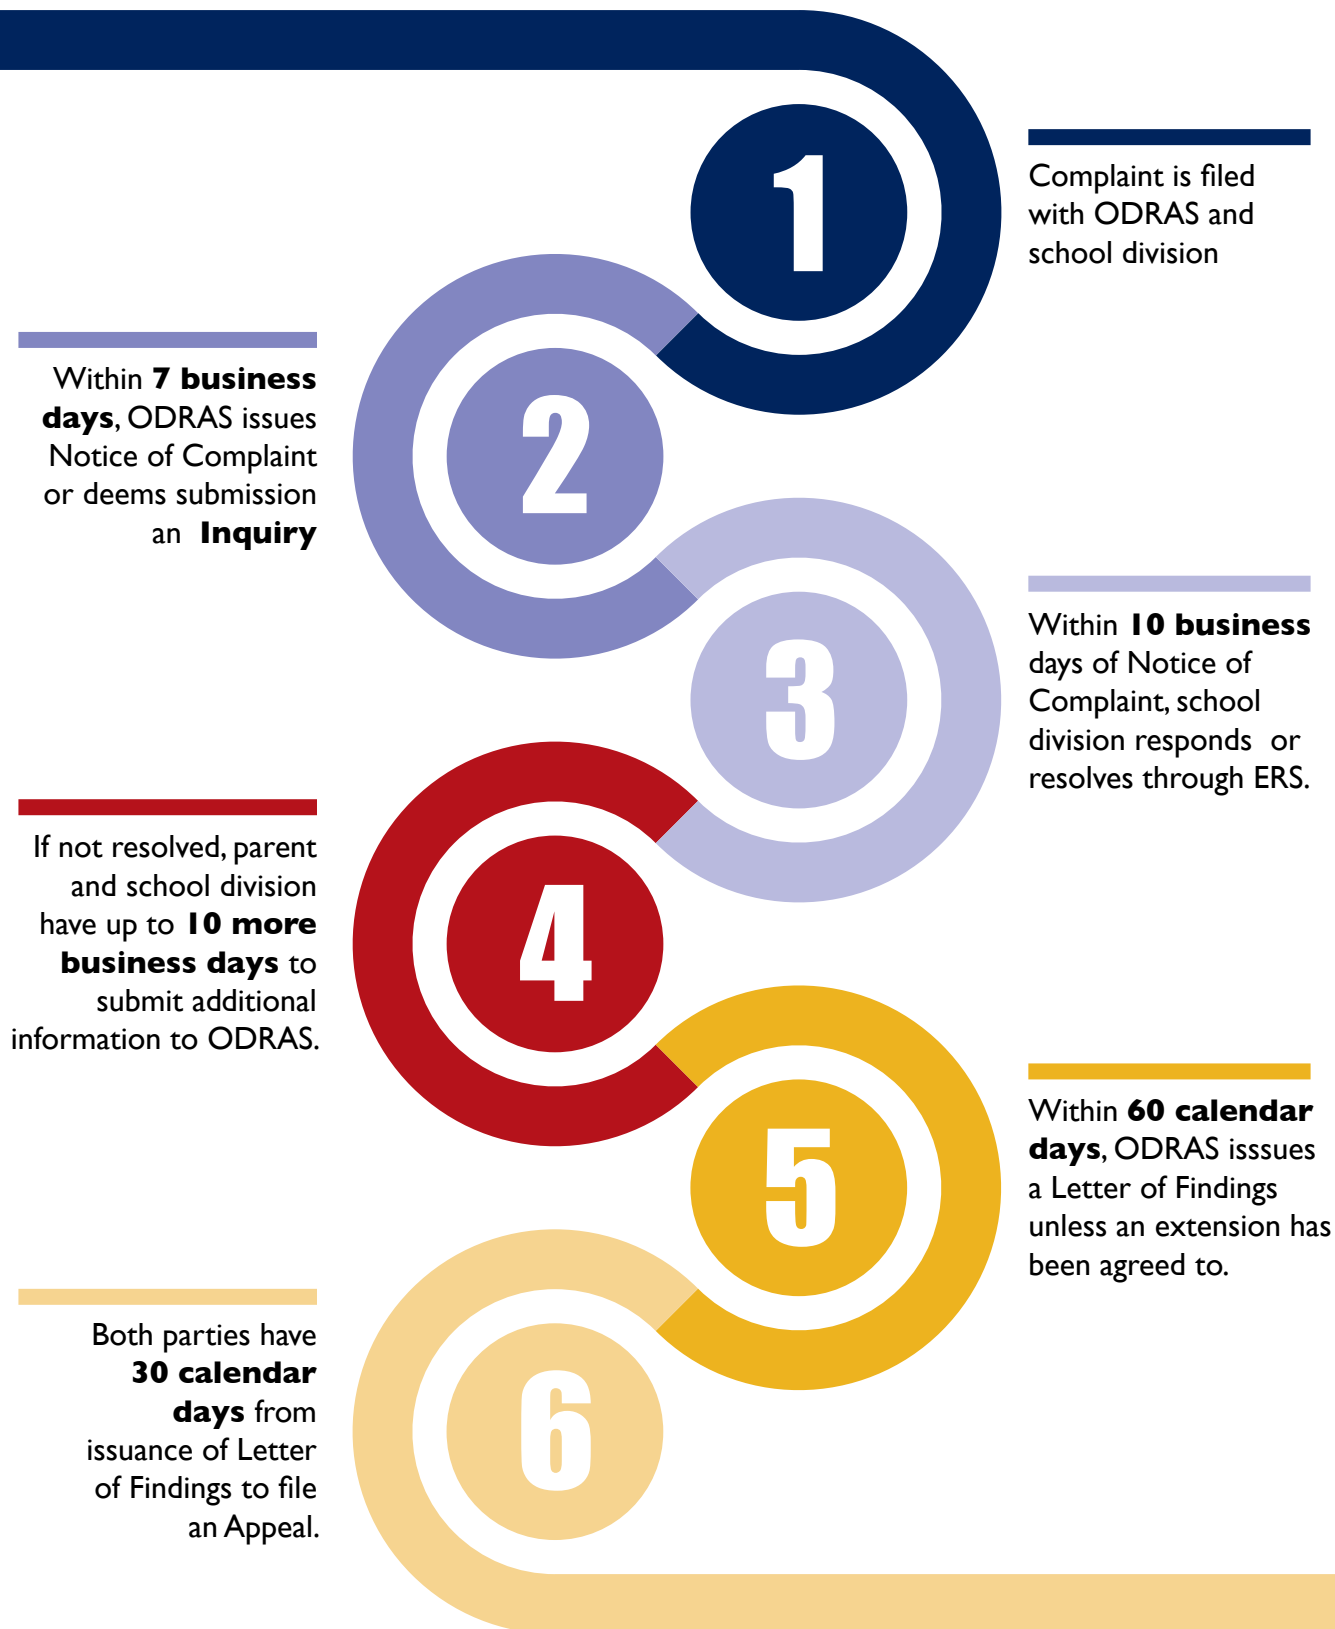 1
Complaint is filed
with ODRAS and
school division
2
Within 7 business
days, ODRAS issues
Notice of Complaint
or deems submission
an Inquiry
3
Within 10 business
days of Notice of
Complaint, school
division responds or
resolves through ERS.
4
If not resolved, parent
and school division
have up to 10 more
business days to
submit additional
information to ODRAS.
5
Within 60 calendar
days, ODRAS isssues
a Letter of Findings
unless an extension has
been agreed to.
6
Both parties have
30 calendar
days from
issuance of Letter
of Findings to file
an Appeal.